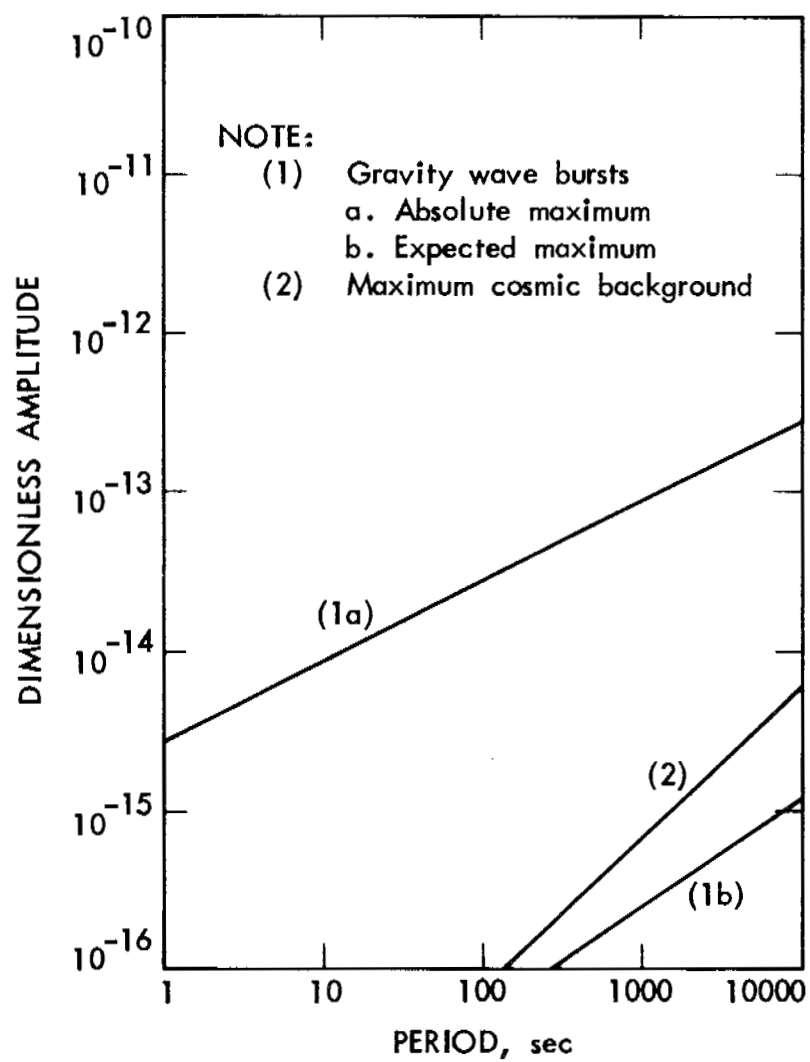 10^-10
NOTE:
10^-11
(1) Gravity wave bursts
a. Absolute maximum
b. Expected maximum
(2) Maximum cosmic background
10^-12
10^-13
(1a)
10^-14
(2)
10^-15
(1b)
10^-16
1 10 100 1000 10000
PERIOD, sec
DIMENSIONLESS AMPLITUDE